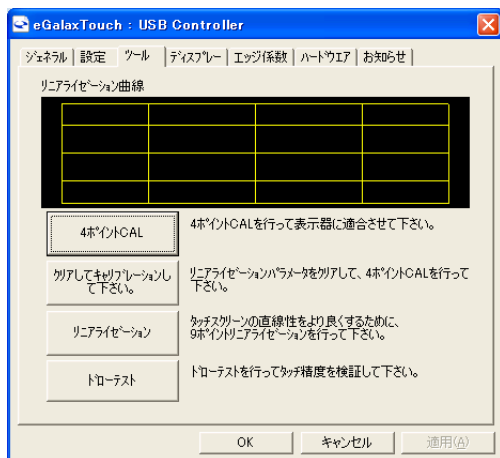 eGalaxTouch : USB Controller
ジェネラル 設定 ツール ディスプレー エッジ係数 ハードウエア お知らせ
リニアライゼーション曲線
4ポイントCAL
4ポイントCALを行って表示器に適合させて下さい。
クリアしてキャリブレーションし
て下さい。
リニアライゼーションパラメータをクリアして、4ポイントCALを行って
下さい。
リニアライゼーション
タッチスクリーンの直線性をより良くするために、
9ポイントリニアライゼーションを行って下さい。
ドローテスト
ドローテストを行ってタッチ精度を検証して下さい。
OK キャンセル 適用(A)